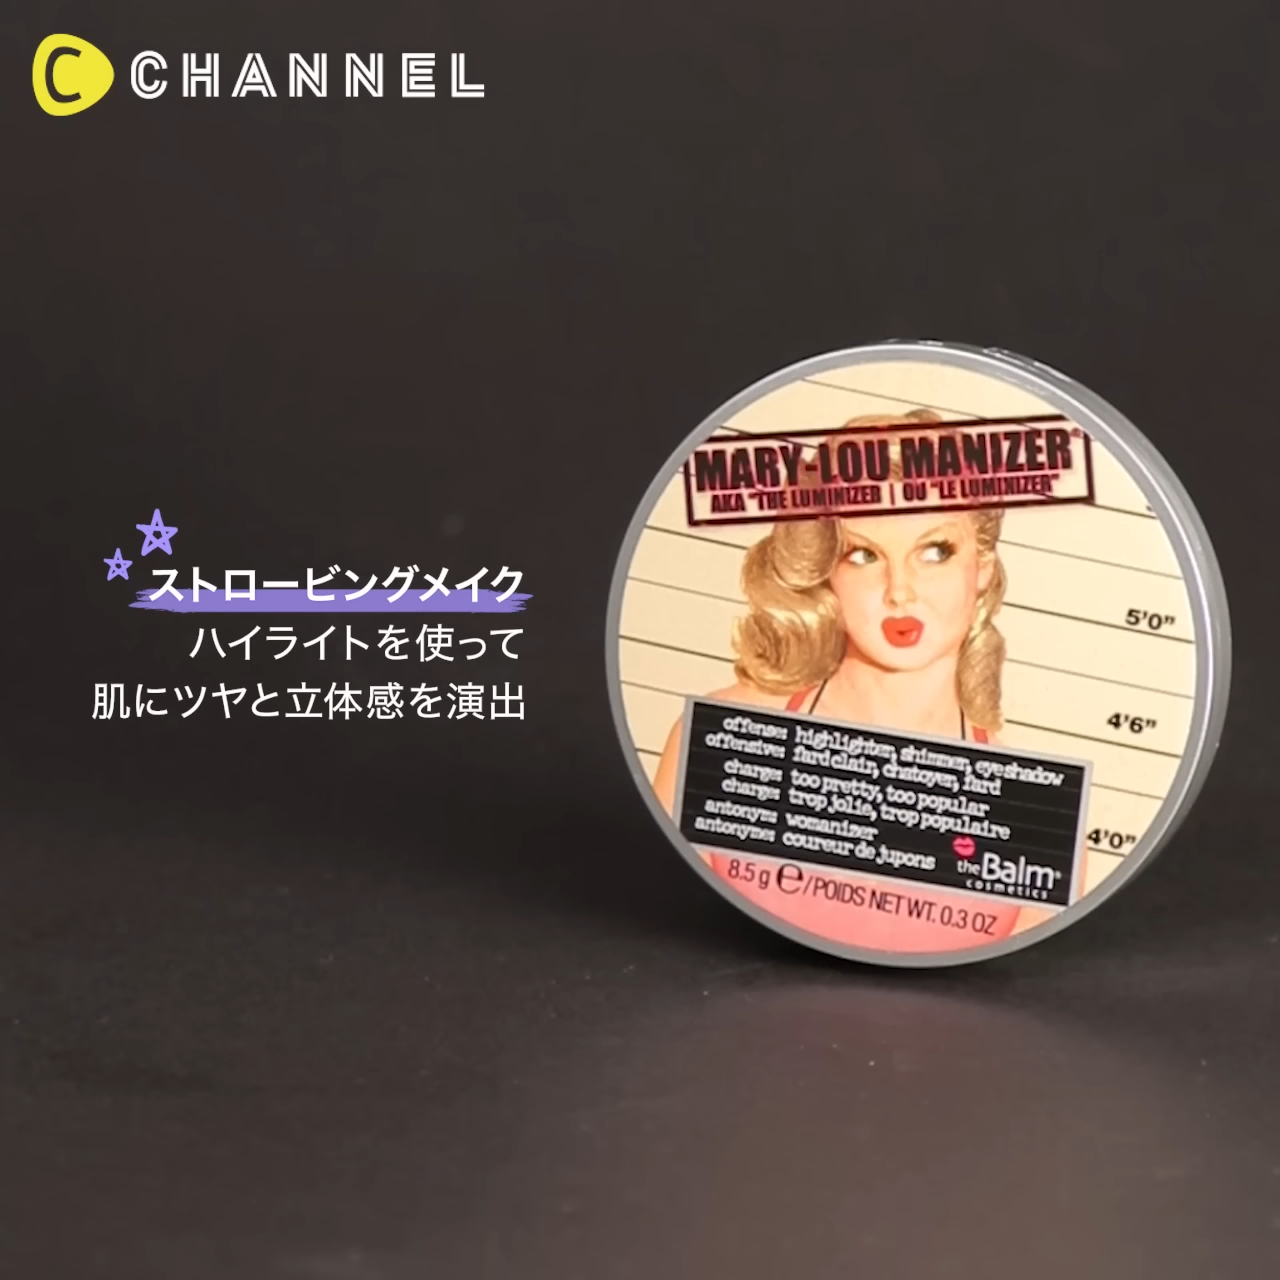 C CHANNEL
ストロービングメイク
ハイライトを使って
肌にツヤと立体感を演出
MARY-LOU MANIZER®
AKA "THE LUMINIZER | OU "LE LUMINIZER"
5'0"
4'6"
4'0"
offense: highlighter, shimmer, eyeshadow
offensive: fard clair, chatoyer, fard
charge: too pretty, too popular
charge: trop jolie, trop populaire
antonym: womanizer
antonyme: coureur de jupons
theBalm®
cosmetics
8.5 g ℮/POIDS NET WT. 0.3 OZ